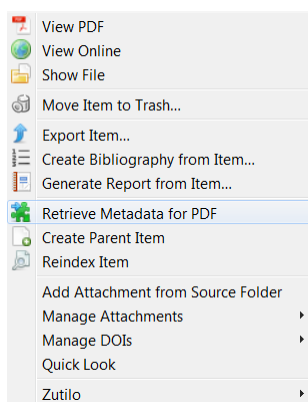 View PDF
View Online
Show File
Move Item to Trash...
Export Item...
Create Bibliography from Item...
Generate Report from Item...
Retrieve Metadata for PDF
Create Parent Item
Reindex Item
Add Attachment from Source Folder
Manage Attachments
Manage DOIs
Quick Look
Zutilo